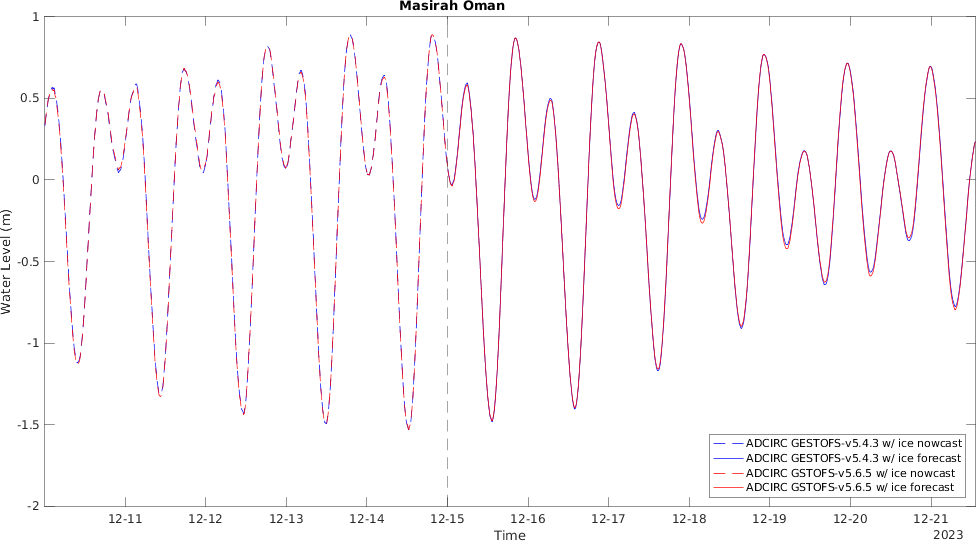 Masirah Oman
1
0.5
0
-0.5
-1
-1.5
-2
Water Level (m)
ADCIRC GESTOFS-v5.4.3 w/ ice nowcast
ADCIRC GESTOFS-v5.4.3 w/ ice forecast
ADCIRC GSTOFS-v5.6.5 w/ ice nowcast
ADCIRC GSTOFS-v5.6.5 w/ ice forecast
12-11 12-12 12-13 12-14 12-15 12-16 12-17 12-18 12-19 12-20 12-21
Time
2023